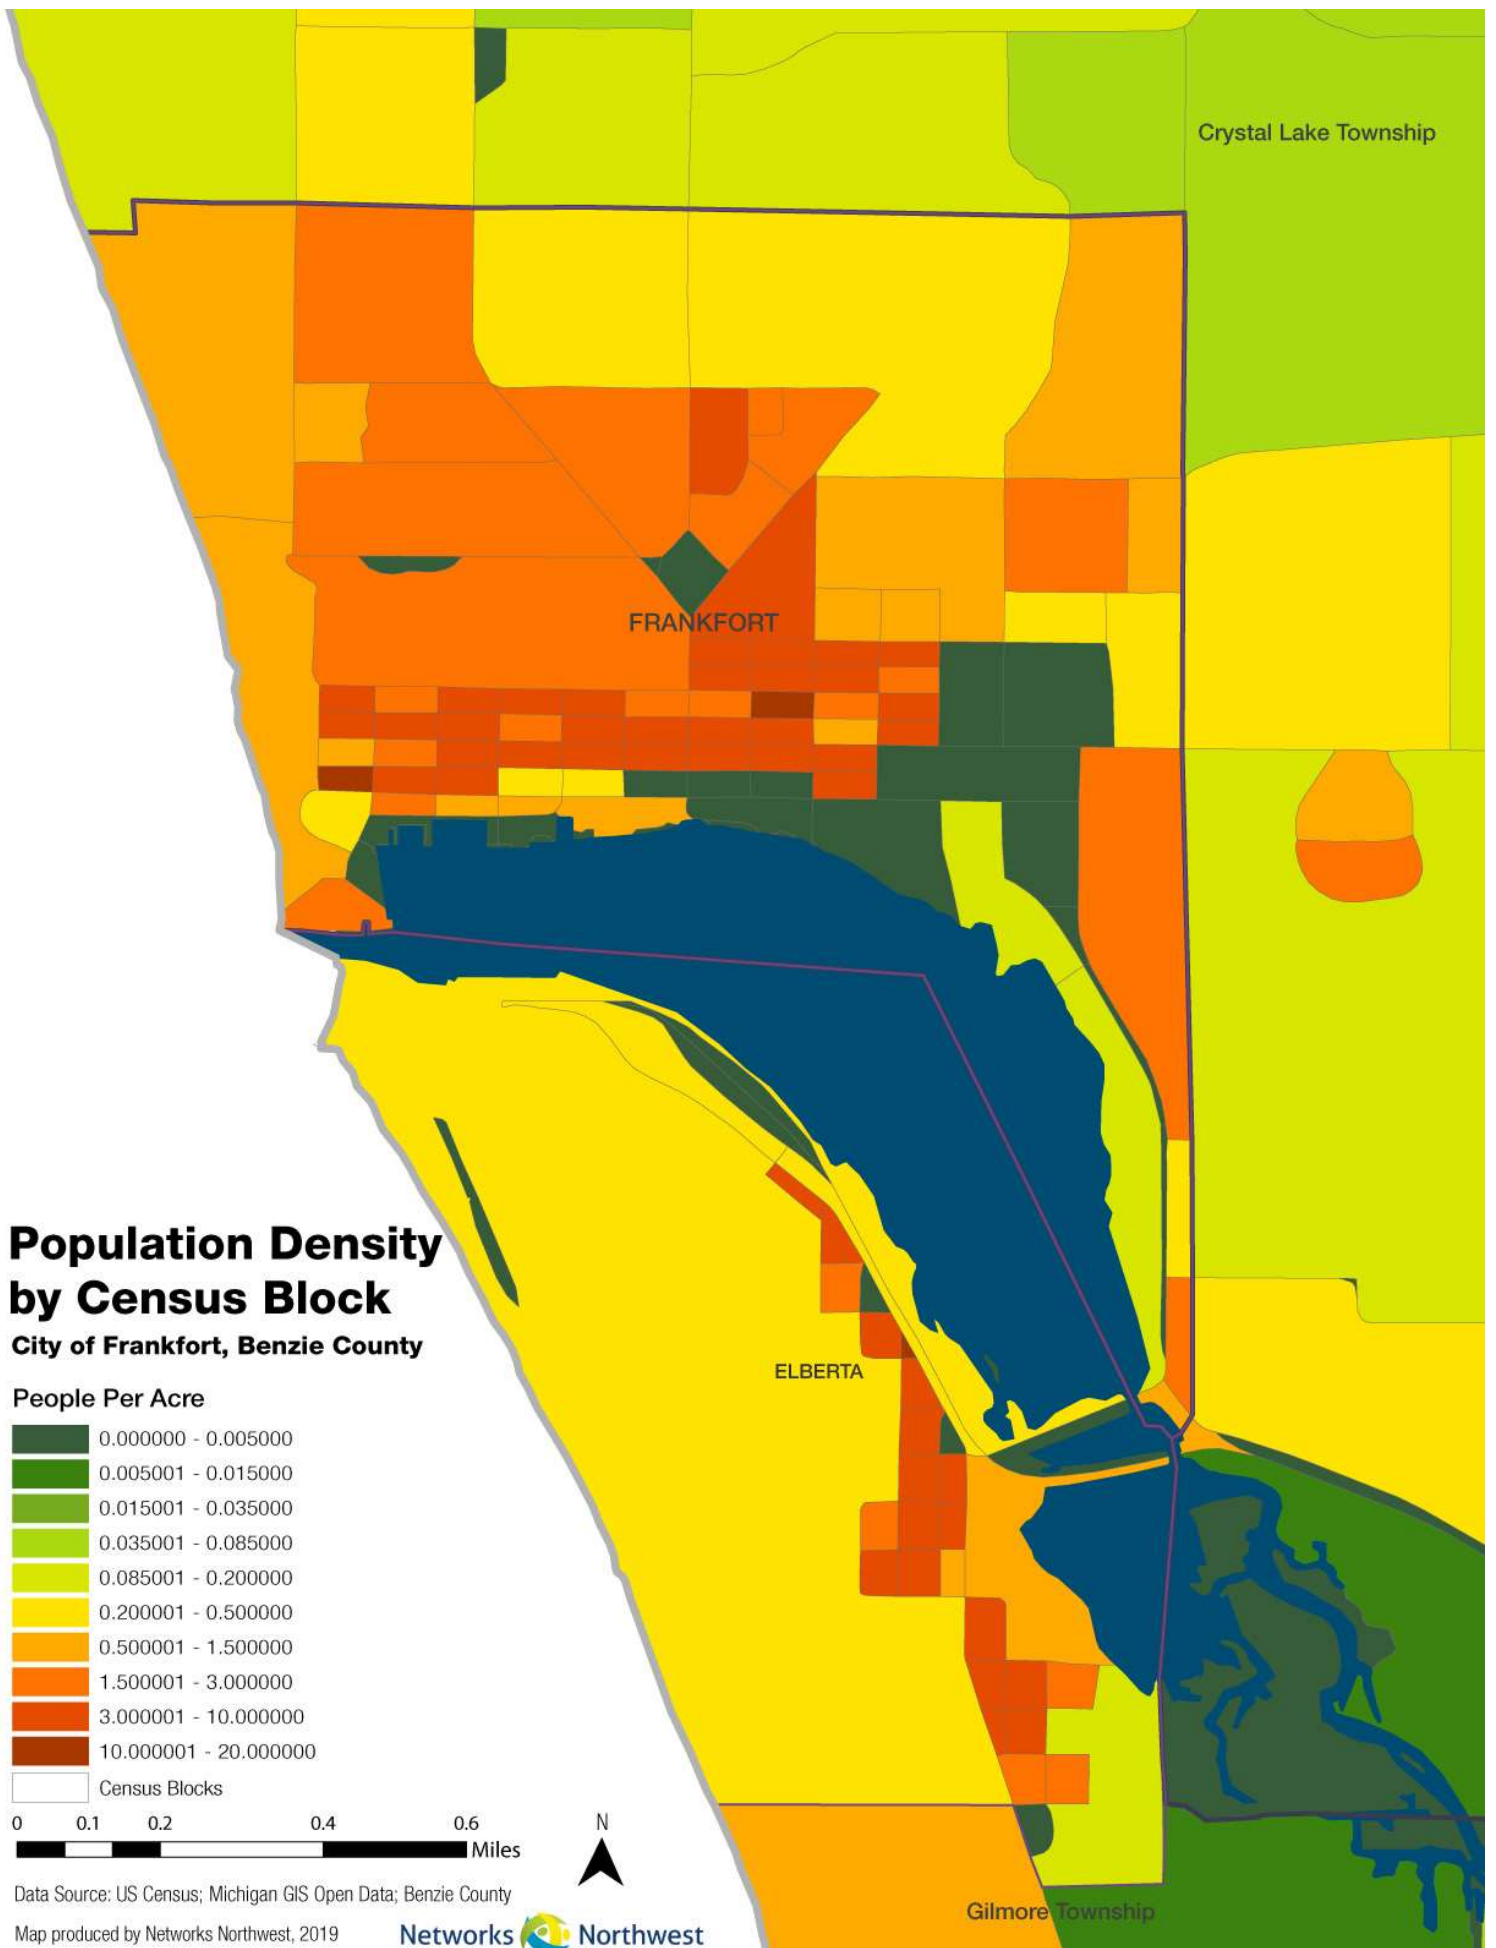 Crystal Lake Township
FRANKFORT
ELBERTA
Population Density
by Census Block
City of Frankfort, Benzie County
People Per Acre
0.000000 - 0.005000
0.005001 - 0.015000
0.015001 - 0.035000
0.035001 - 0.085000
0.085001 - 0.200000
0.200001 - 0.500000
0.500001 - 1.500000
1.500001 - 3.000000
3.000001 - 10.000000
10.000001 - 20.000000
Census Blocks
0 0.1 0.2 0.4 0.6
Miles
N
Data Source: US Census; Michigan GIS Open Data; Benzie County
Map produced by Networks Northwest, 2019
Networks Northwest
Gilmore Township